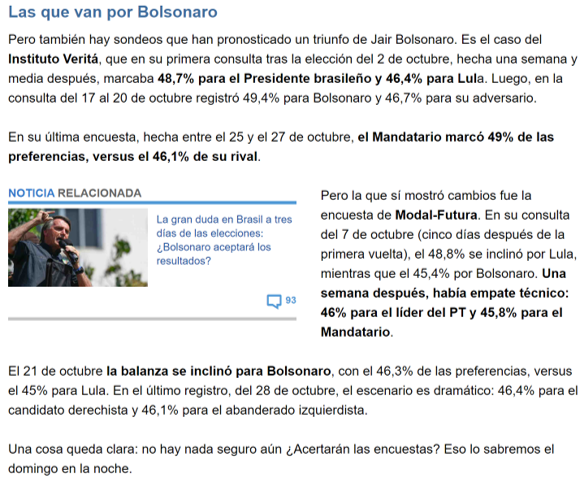 Las que van por Bolsonaro
Pero también hay sondeos que han pronosticado un triunfo de Jair Bolsonaro. Es el caso del
Instituto Veritá, que en su primera consulta tras la elección del 2 de octubre, hecha una semana y
media después, marcaba 48,7% para el Presidente brasileño y 46,4% para Lula. Luego, en la
consulta del 17 al 20 de octubre registró 49,4% para Bolsonaro y 46,7% para su adversario.
En su última encuesta, hecha entre el 25 y el 27 de octubre, el Mandatario marcó 49% de las
preferencias, versus el 46,1% de su rival.
NOTICIA RELACIONADA
La gran duda en Brasil a tres
días de las elecciones:
¿Bolsonaro aceptará los
resultados?
93
Pero la que sí mostró cambios fue la
encuesta de Modal-Futura. En su consulta
del 7 de octubre (cinco días después de la
primera vuelta), el 48,8% se inclinó por Lula,
mientras que el 45,4% por Bolsonaro. Una
semana después, había empate técnico:
46% para el líder del PT y 45,8% para el
Mandatario.
El 21 de octubre la balanza se inclinó para Bolsonaro, con el 46,3% de las preferencias, versus
el 45% para Lula. En el último registro, del 28 de octubre, el escenario es dramático: 46,4% para el
candidato derechista y 46,1% para el abanderado izquierdista.
Una cosa queda clara: no hay nada seguro aún ¿Acertarán las encuestas? Eso lo sabremos el
domingo en la noche.